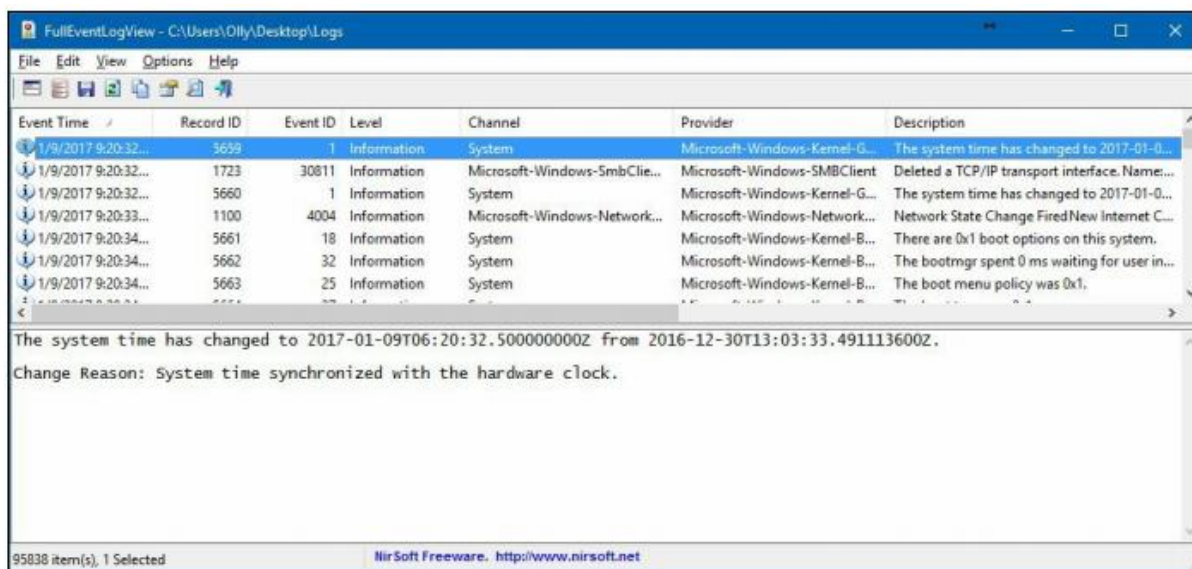 FullEventLogView - C:\Users\Olly\Desktop\Logs
File Edit View Options Help
Event Time / Record ID Event ID Level Channel Provider Description
1/9/2017 9:20:32... 5659 1 Information System Microsoft-Windows-Kernel-G... The system time has changed to 2017-01-0...
1/9/2017 9:20:32... 1723 30811 Information Microsoft-Windows-SmbClie... Microsoft-Windows-SMBClient Deleted a TCP/IP transport interface. Name:...
1/9/2017 9:20:32... 5660 1 Information System Microsoft-Windows-Kernel-G... The system time has changed to 2017-01-0...
1/9/2017 9:20:33... 1100 4004 Information Microsoft-Windows-Network... Microsoft-Windows-Network... Network State Change Fired New Internet C...
1/9/2017 9:20:34... 5661 18 Information System Microsoft-Windows-Kernel-B... There are 0x1 boot options on this system.
1/9/2017 9:20:34... 5662 32 Information System Microsoft-Windows-Kernel-B... The bootmgr spent 0 ms waiting for user in...
1/9/2017 9:20:34... 5663 25 Information System Microsoft-Windows-Kernel-B... The boot menu policy was 0x1.
The system time has changed to 2017-01-09T06:20:32.500000000Z from 2016-12-30T13:03:33.491113600Z.
Change Reason: System time synchronized with the hardware clock.
95838 item(s), 1 Selected NirSoft Freeware. http://www.nirsoft.net